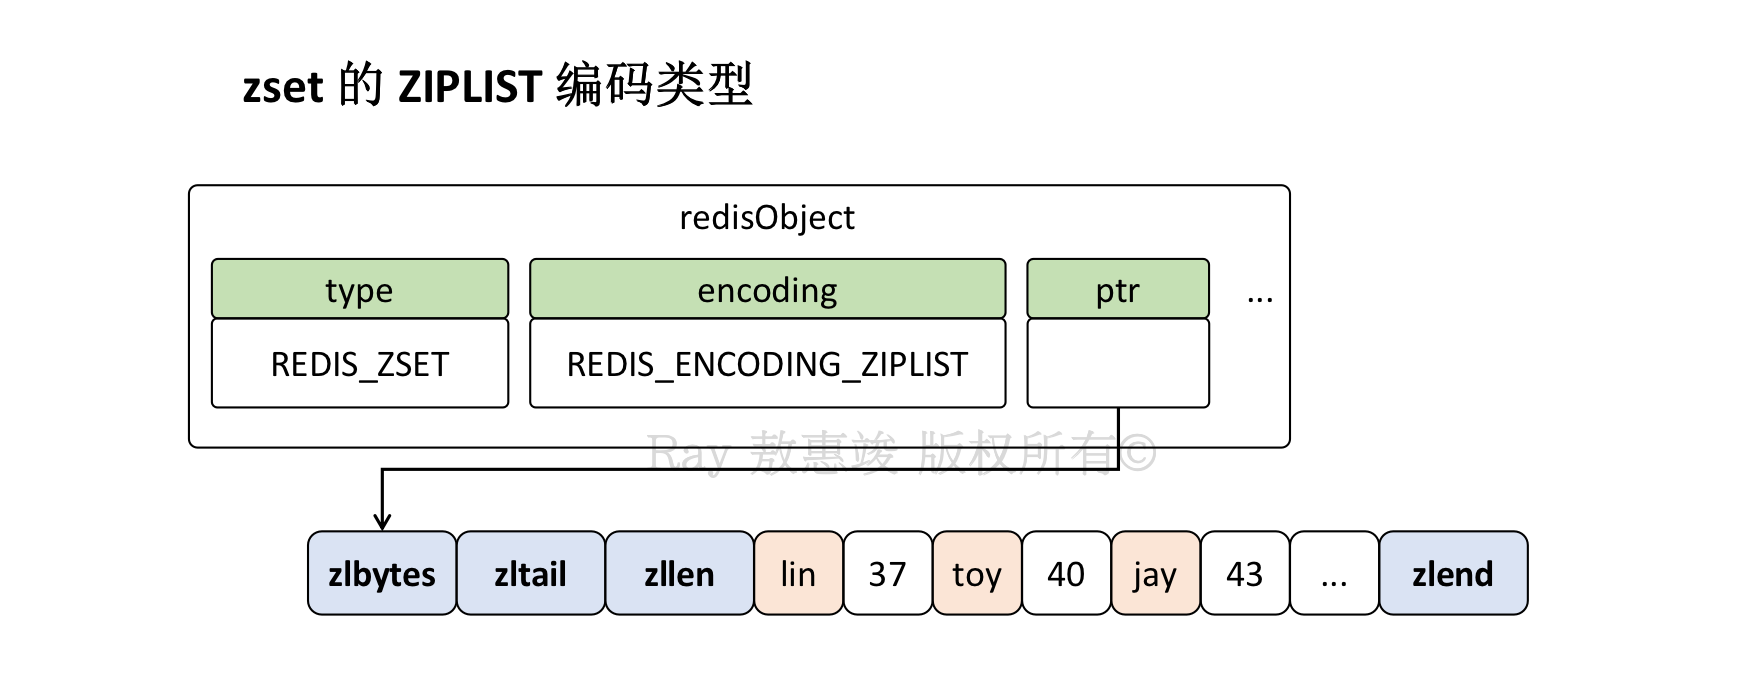 zset 的 ZIPLIST 编码类型
redisObject
type encoding ptr ...
REDIS_ZSET REDIS_ENCODING_ZIPLIST
Ray 敖惠竣 版权所有©
zlbytes zltail zllen lin 37 toy 40 jay 43 ... zlend